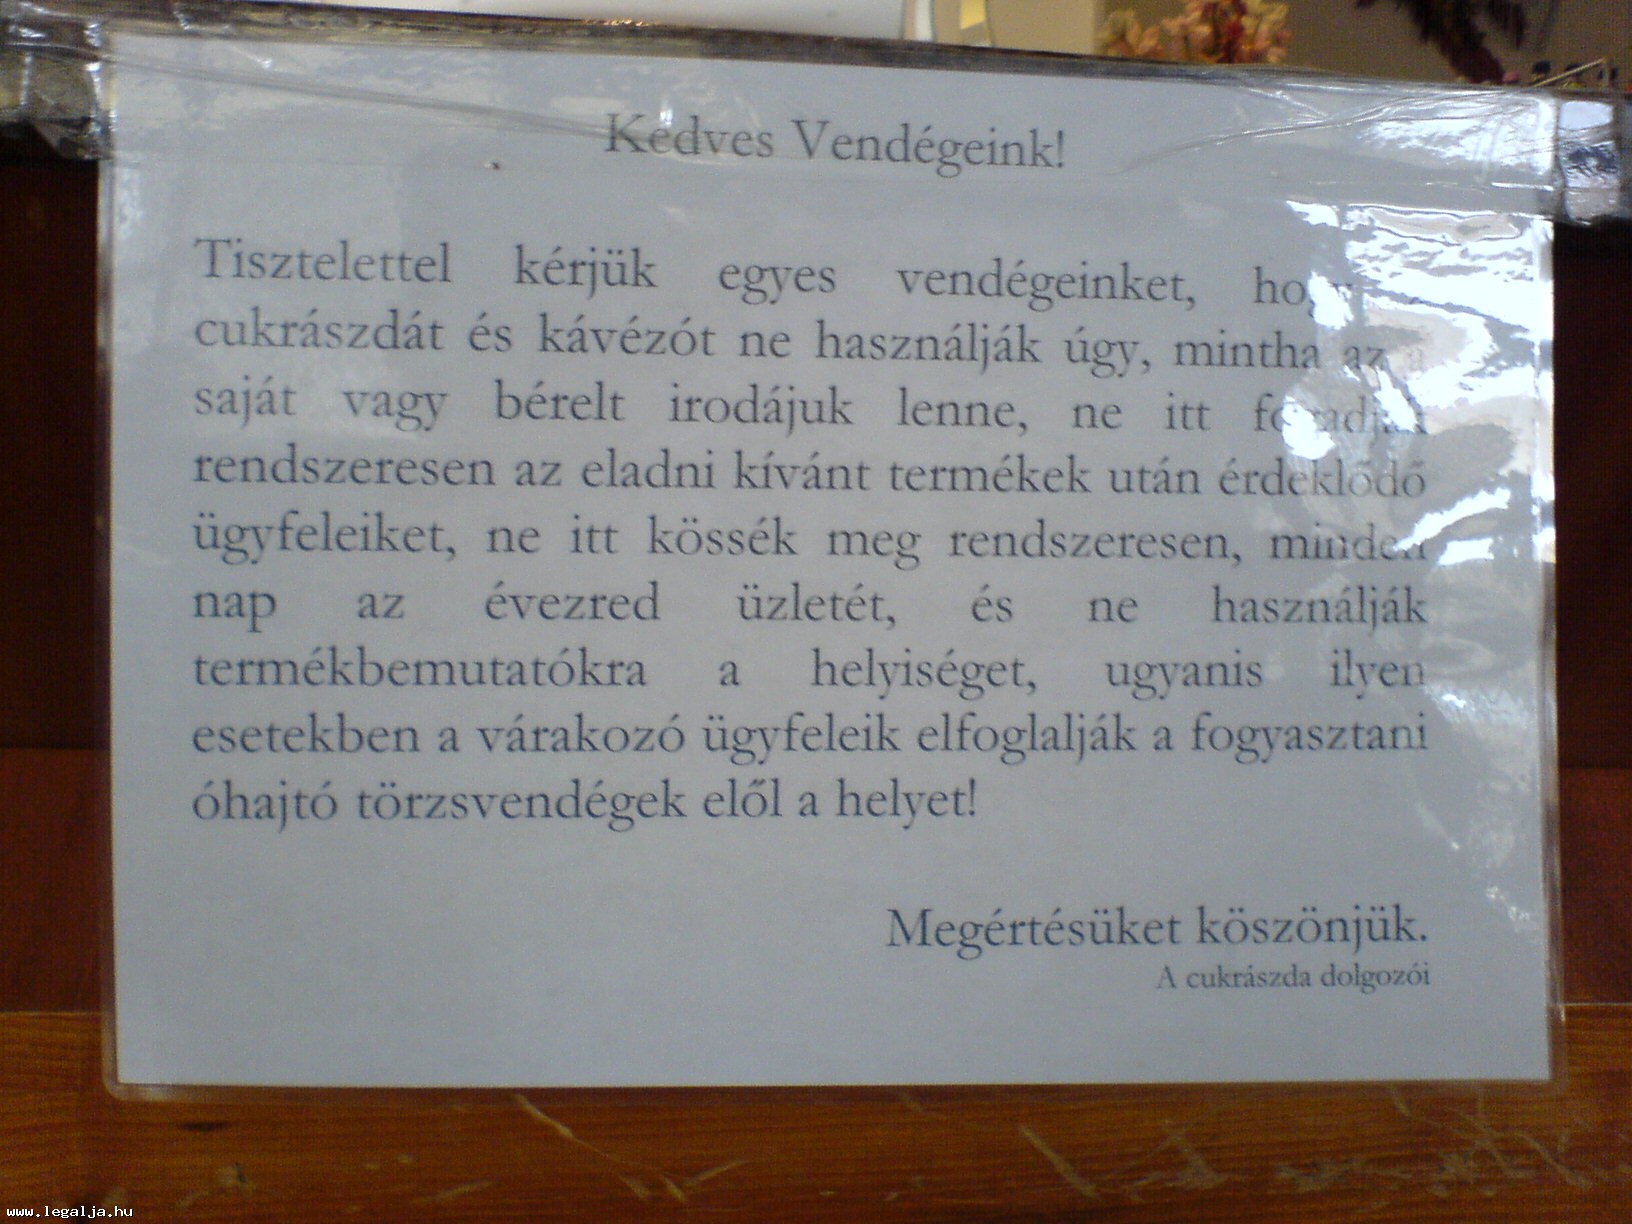 Kedves Vendégeink!
Tisztelettel kérjük egyes vendégeinket, hogy
cukrászdát és kávézót ne használják úgy, mintha az a
saját vagy bérelt irodájuk lenne, ne itt fogadják
rendszeresen az eladni kívánt termékek után érdeklődő
ügyfeleiket, ne itt kössék meg rendszeresen, minden
nap az évezred üzletét, és ne használják
termékbemutatókra a helyiséget, ugyanis ilyen
esetekben a várakozó ügyfeleik elfoglalják a fogyasztani
óhajtó törzsvendégek elől a helyet!
Megértésüket köszönjük.
A cukrászda dolgozói
www.legalja.hu